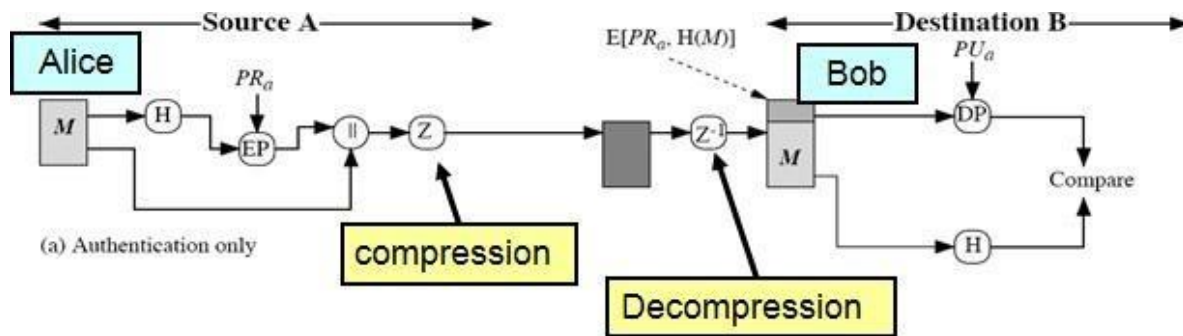 Source A
Destination B
Alice
PRₐ
E[PRₐ. H(M)]
Bob
PUₐ
M
H
EP
||
Z
Z⁻¹
M
DP
Compare
H
(a) Authentication only
compression
Decompression